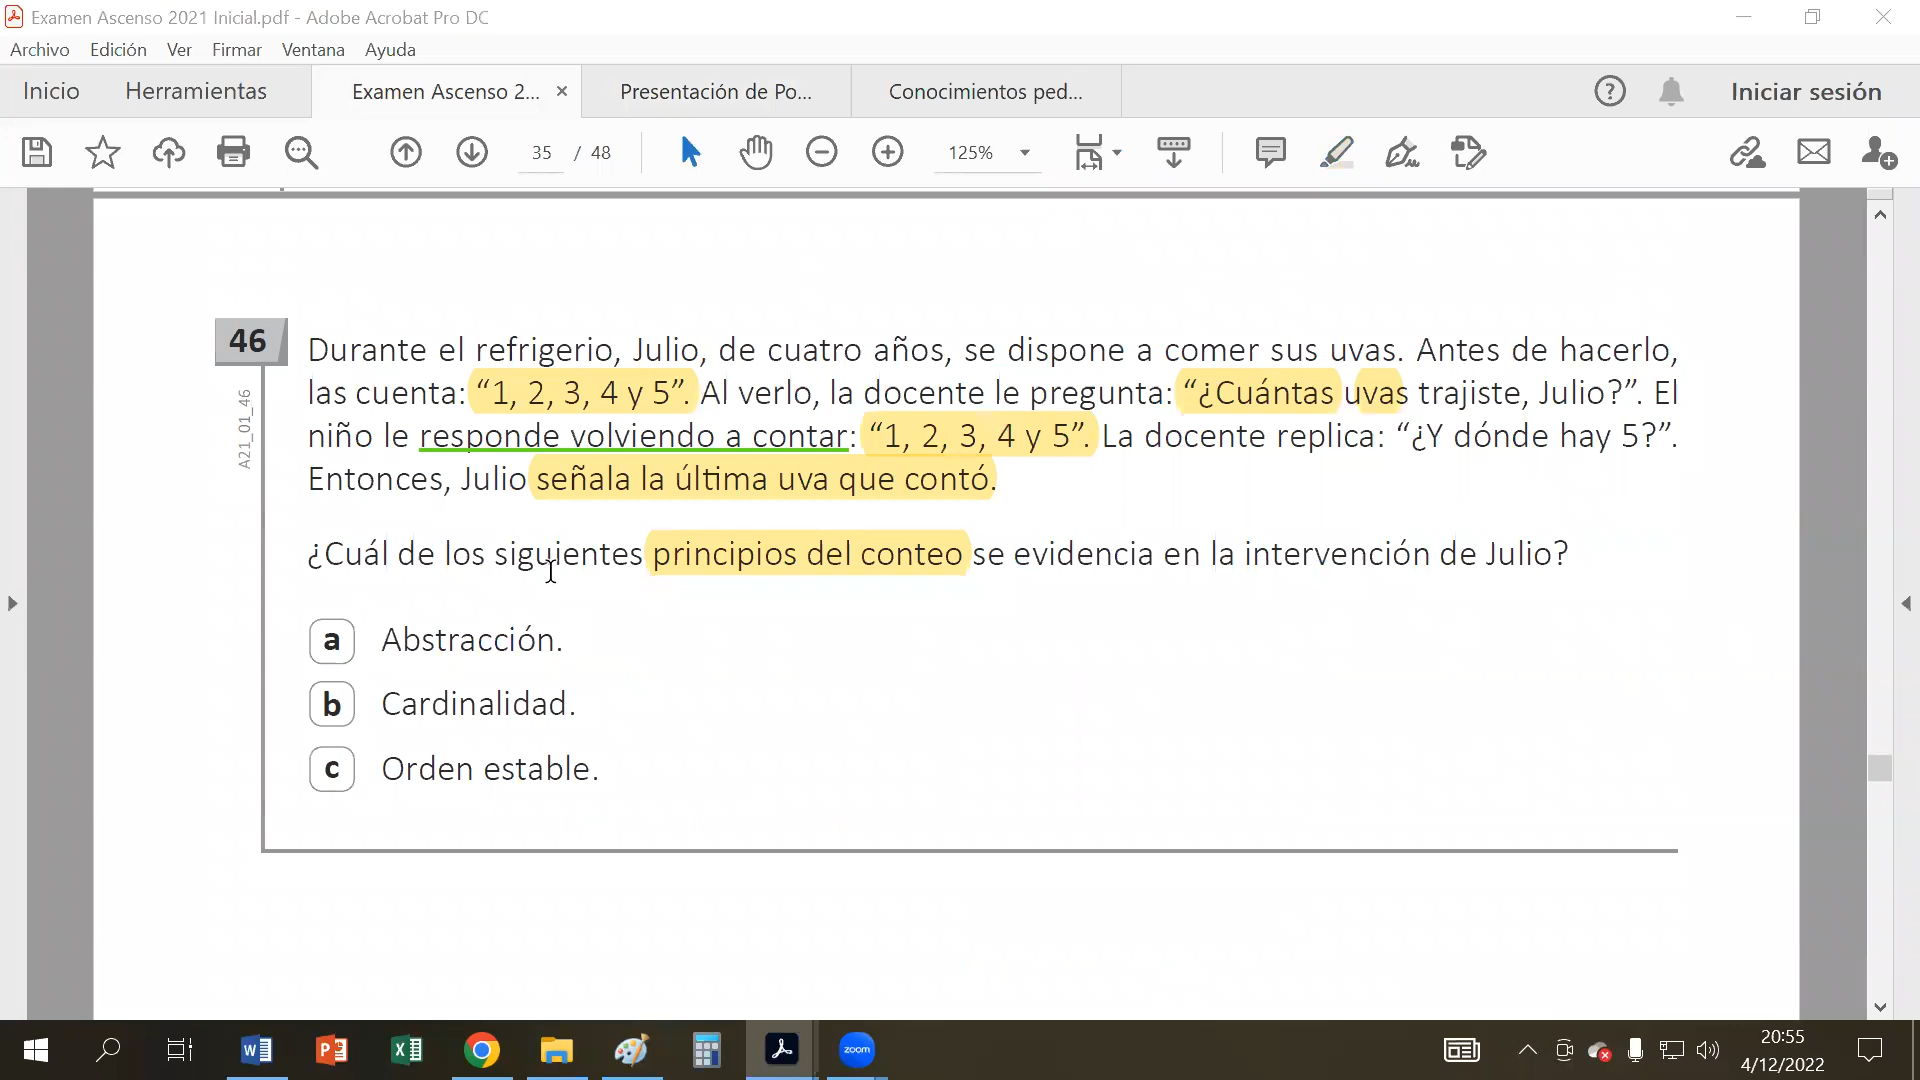 Examen Ascenso 2021 Inicial.pdf - Adobe Acrobat Pro DC
Archivo Edición Ver Firmar Ventana Ayuda
Inicio Herramientas Examen Ascenso 2... × Presentación de Po... Conocimientos ped... ? Iniciar sesión
35 / 48 125%
46 Durante el refrigerio, Julio, de cuatro años, se dispone a comer sus uvas. Antes de hacerlo,
las cuenta: “1, 2, 3, 4 y 5”. Al verlo, la docente le pregunta: “¿Cuántas uvas trajiste, Julio?”. El
niño le responde volviendo a contar: “1, 2, 3, 4 y 5”. La docente replica: “¿Y dónde hay 5?”.
Entonces, Julio señala la última uva que contó.
A21_01_46
¿Cuál de los siguientes principios del conteo se evidencia en la intervención de Julio?
a Abstracción.
b Cardinalidad.
c Orden estable.
zoom
20:55
4/12/2022